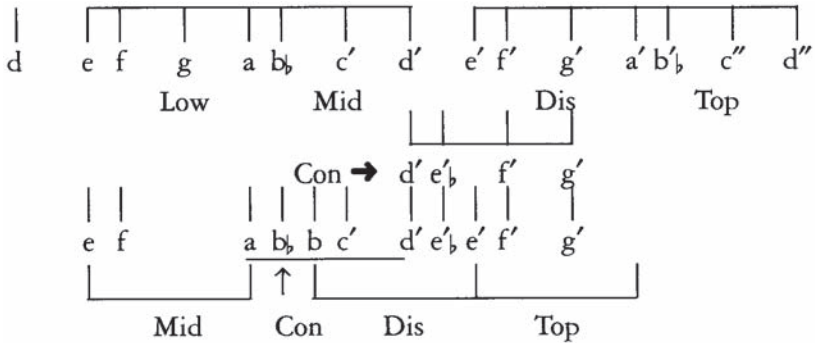 d e f g a b♭ c′ d′ e′ f′ g′ a′ b′♭ c″ d″
Low Mid Dis Top
Con → d′ e′♭ f′ g′
e f a b♭ b c′ d′ e′♭ e′ f′ g′
↑
Mid Con Dis Top